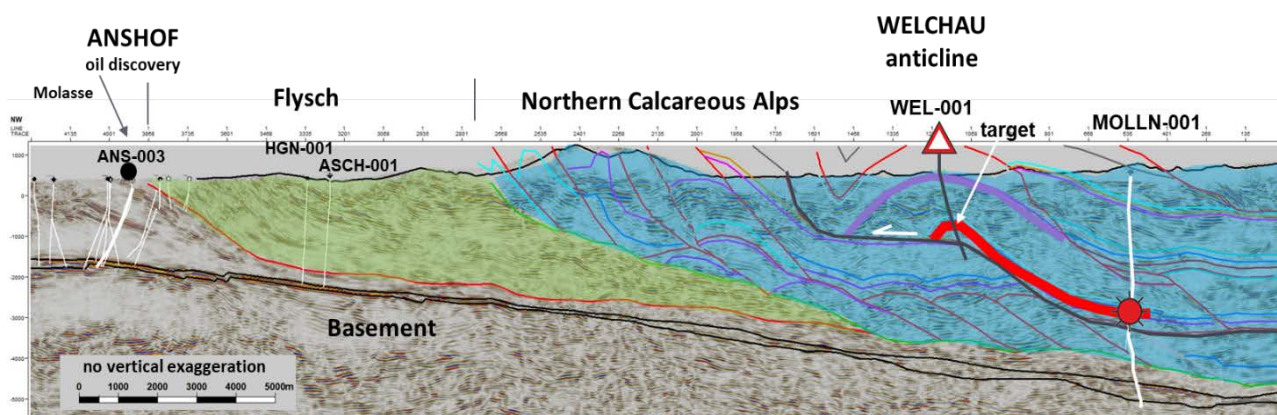 ANSHOF
oil discovery
WELCHAU
anticline
Molasse
Flysch
Northern Calcareous Alps
WEL-001
target
MOLLN-001
NW
LINE
TRACE
ANS-003
HGN-001
ASCH-001
1000
0
-1000
-2000
-3000
-4000
-5000
Basement
no vertical exaggeration
0 1000 2000 3000 4000 5000m